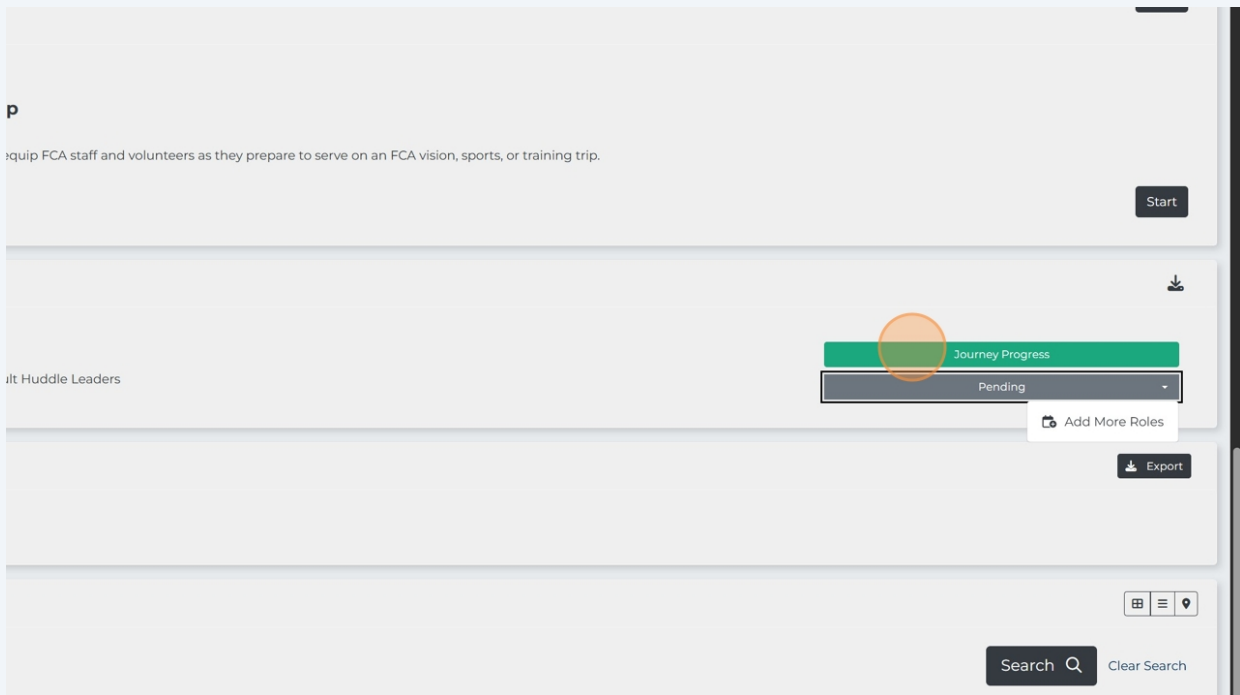 p
equip FCA staff and volunteers as they prepare to serve on an FCA vision, sports, or training trip.
Start
Journey Progress
ult Huddle Leaders
Pending
Add More Roles
Export
Search
Clear Search